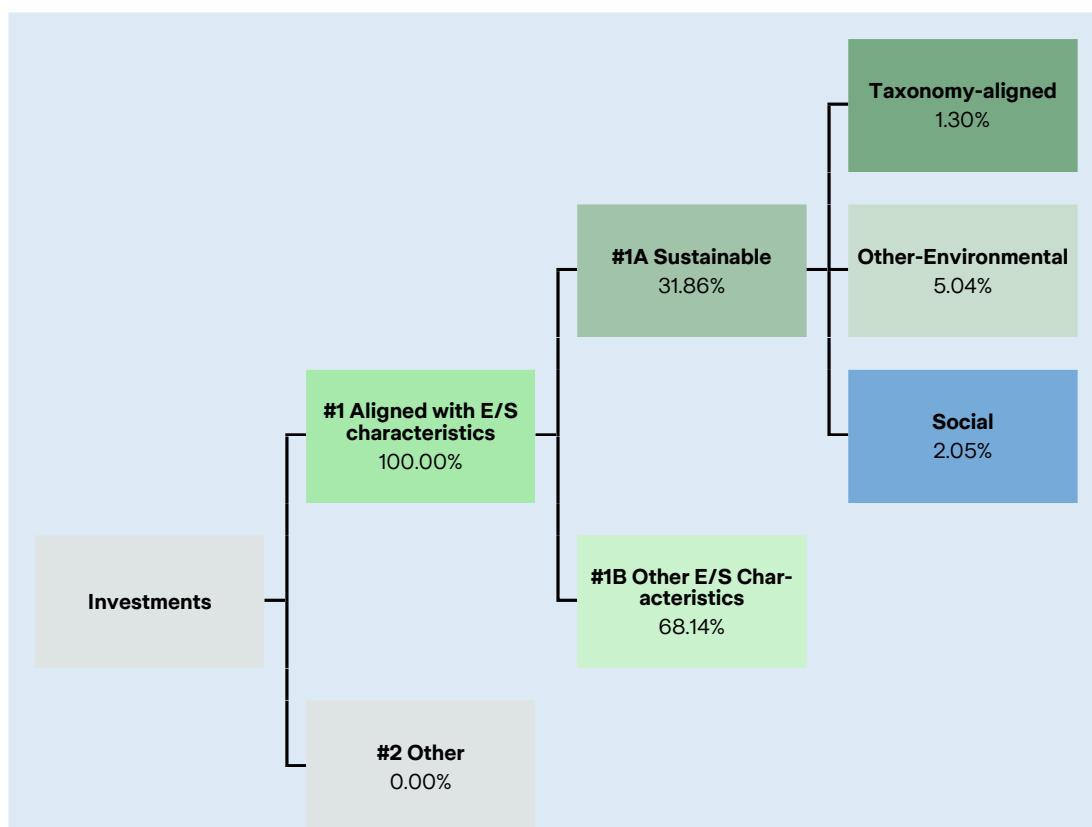 Taxonomy-aligned
1.30%
#1A Sustainable
31.86%
Other-Environmental
5.04%
#1 Aligned with E/S
characteristics
100.00%
Social
2.05%
Investments
#1B Other E/S Char-
acteristics
68.14%
#2 Other
0.00%